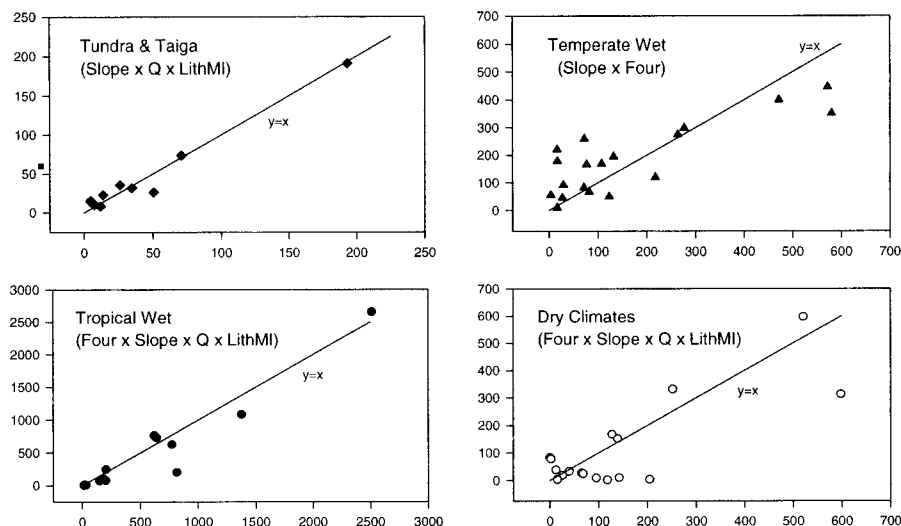 250
200
150
100
50
0
Tundra & Taiga
(Slope x Q x LithMI)
y=x
0 50 100 150 200 250
700
600
500
400
300
200
100
0
Temperate Wet
(Slope x Four)
y=x
0 100 200 300 400 500 600 700
3000
2500
2000
1500
1000
500
0
Tropical Wet
(Four x Slope x Q x LithMI)
y=x
0 500 1000 1500 2000 2500 3000
700
600
500
400
300
200
100
0
Dry Climates
(Four x Slope x Q x LithMI)
y=x
0 100 200 300 400 500 600 700